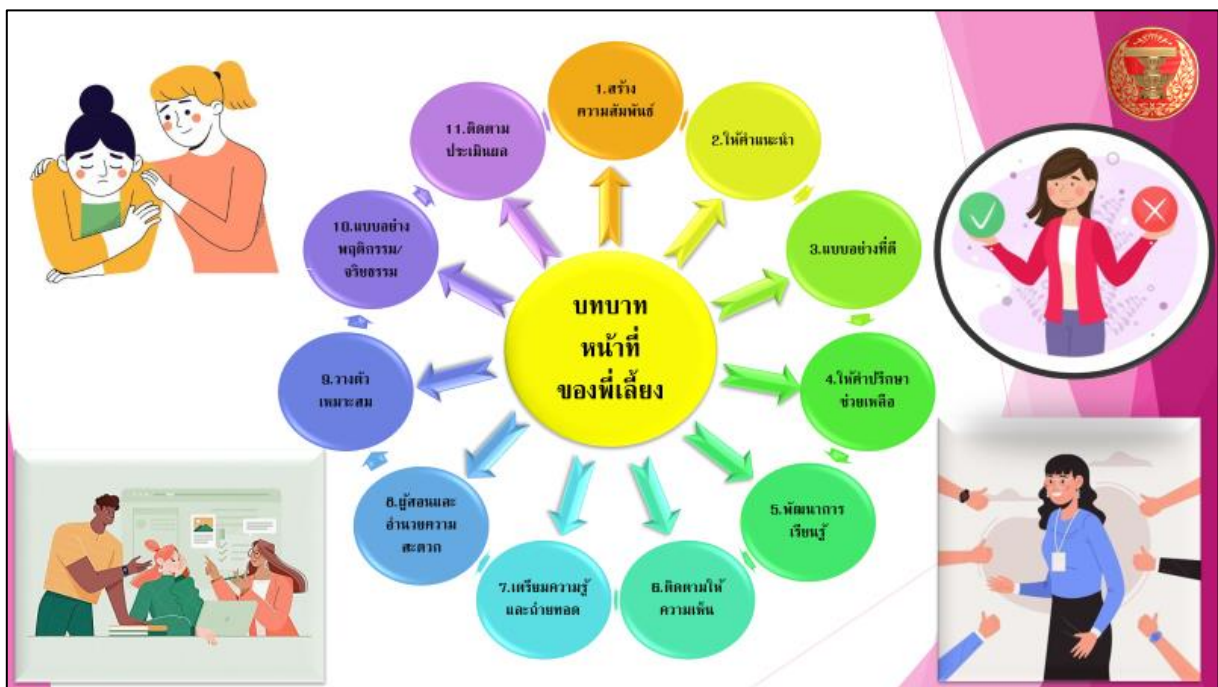 บทบาท
หน้าที่
ของพี่เลี้ยง
1.สร้าง
ความสัมพันธ์
2.ให้คำแนะนำ
3.แบบอย่างที่ดี
4.ให้คำปรึกษา
ช่วยเหลือ
5.พัฒนาการ
เรียนรู้
6.ติดตามให้
ความเห็น
7.เตรียมความรู้
และถ่ายทอด
8.ผู้สอนและ
อำนวยความ
สะดวก
9.วางตัว
เหมาะสม
10.แบบอย่าง
พฤติกรรม/
จริยธรรม
11.ติดตาม
ประเมินผล